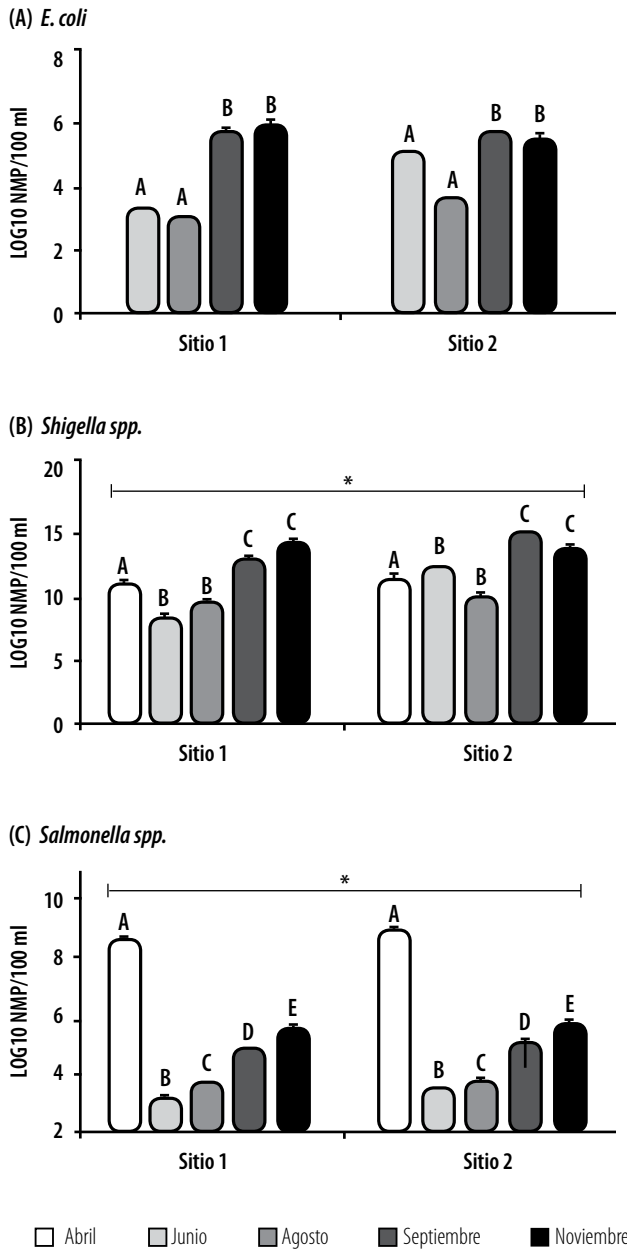 (A) E. coli
LOG10 NMP/100 ml
8
6
4
2
0
A A B B
A A B B
Sitio 1 Sitio 2
(B) Shigella spp.
LOG10 NMP/100 ml
20
15
10
5
0
*
A B B C C
A B B C C
Sitio 1 Sitio 2
(C) Salmonella spp.
LOG10 NMP/100 ml
10
8
6
4
2
*
A B C D E
A B C D E
Sitio 1 Sitio 2
Abril Junio Agosto Septiembre Noviembre